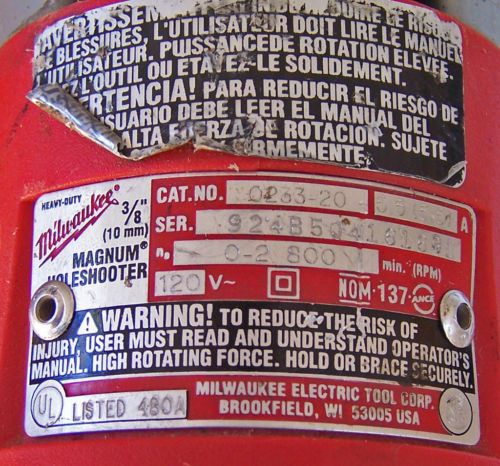 AVERTISSEMENT
DE BLESSURES, L'UTILISATEUR DOIT LIRE LE MANUEL
L'UTILISATEUR. PUISSANCE DE ROTATION ELEVEE.
L'OUTIL OU ETAYEZ-LE SOLIDEMENT.
PARA REDUCIR EL RIESGO DE
USUARIO DEBE LEER EL MANUAL DEL
ALTA FUERZA DE ROTACION. SUJETE
HEAVY-DUTY
Milwaukee
3/8"
(10 mm)
MAGNUM®
HOLESHOOTER
CAT.NO. 0233-20 A
SER.
n₀ 0-2 800 min. (RPM)
120 V~ NOM-137 ANCE
WARNING! TO REDUCE THE RISK OF
INJURY, USER MUST READ AND UNDERSTAND OPERATOR'S
MANUAL. HIGH ROTATING FORCE. HOLD OR BRACE SECURELY.
UL LISTED 480A
MILWAUKEE ELECTRIC TOOL CORP.
BROOKFIELD, WI 53005 USA